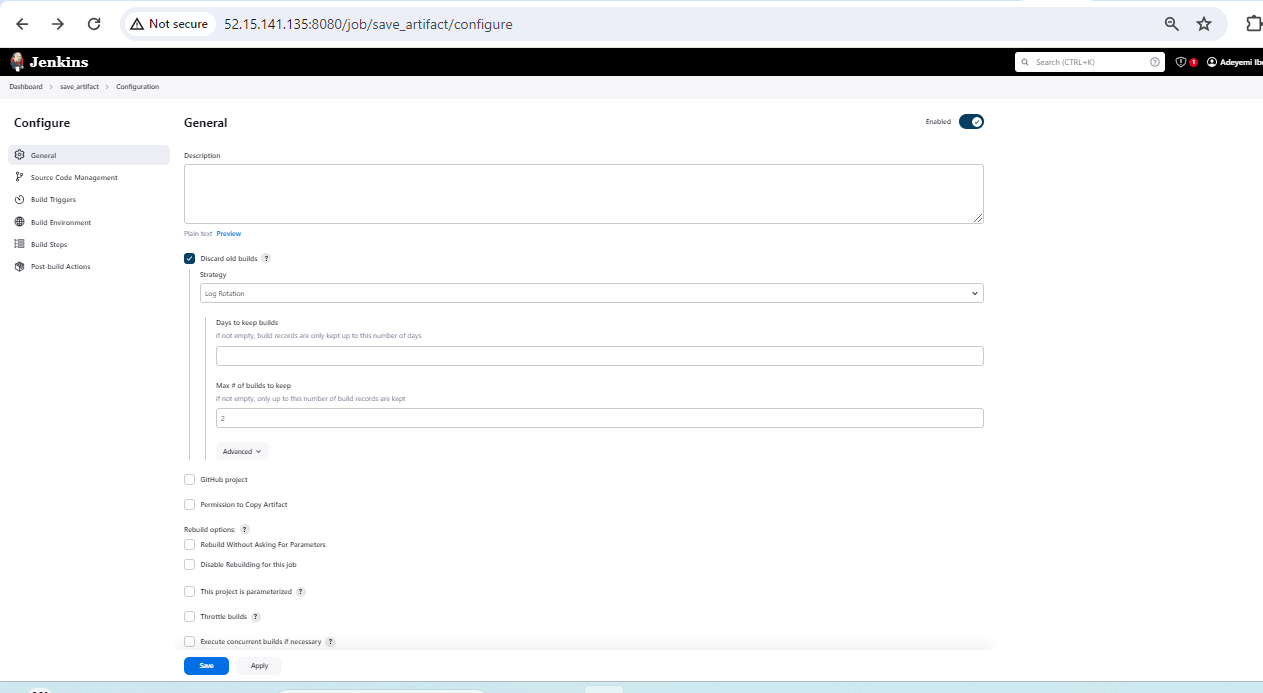 Not secure 52.15.141.135:8080/job/save_artifact/configure
Jenkins
Search (CTRL+K)
?
1
Adeyemi Ib
Dashboard > save_artifact > Configuration
Configure
General
Source Code Management
Build Triggers
Build Environment
Build Steps
Post-build Actions
General
Enabled
Description
Plain text Preview
Discard old builds ?
Strategy
Log Rotation
Days to keep builds
if not empty, build records are only kept up to this number of days
Max # of builds to keep
if not empty, only up to this number of build records are kept
2
Advanced
GitHub project
Permission to Copy Artifact
Rebuild options: ?
Rebuild Without Asking For Parameters
Disable Rebuilding for this job
This project is parameterized ?
Throttle builds ?
Execute concurrent builds if necessary ?
Save
Apply